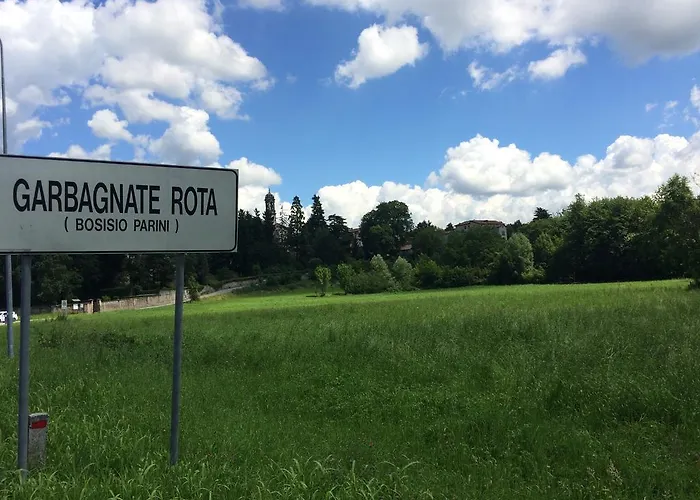 GARBAGNATE ROTA
( BOSISIO PARINI )